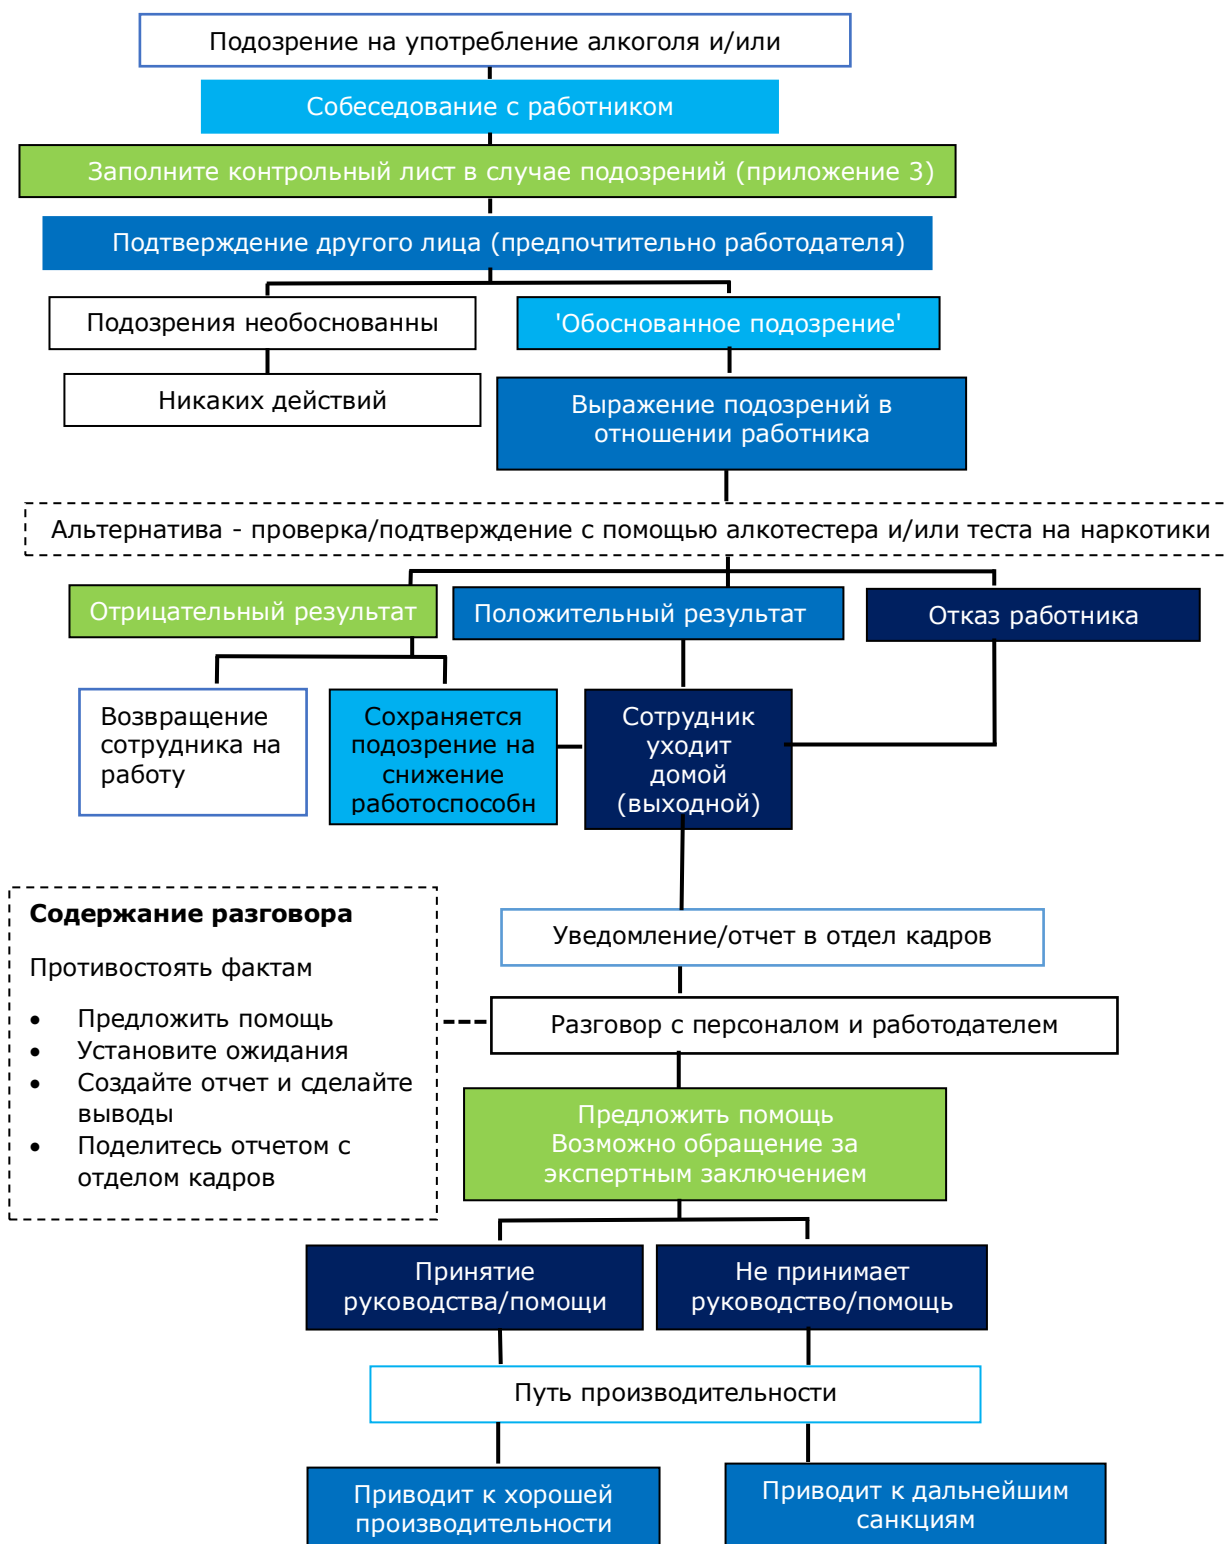 Подозрение на употребление алкоголя и/или
Собеседование с работником
Заполните контрольный лист в случае подозрений (приложение 3)
Подтверждение другого лица (предпочтительно работодателя)
Подозрения необоснованны
'Обоснованное подозрение'
Никаких действий
Выражение подозрений в
отношении работника
Альтернатива - проверка/подтверждение с помощью алкотестера и/или теста на наркотики
Отрицательный результат
Положительный результат
Отказ работника
Возвращение
сотрудника на
работу
Сохраняется
подозрение на
снижение
работоспособн
Сотрудник
уходит
домой
(выходной)
Содержание разговора
Противостоять фактам
• Предложить помощь
• Установите ожидания
• Создайте отчет и сделайте
выводы
• Поделитесь отчетом с
отделом кадров
Уведомление/отчет в отдел кадров
Разговор с персоналом и работодателем
Предложить помощь
Возможно обращение за
экспертным заключением
Принятие
руководства/помощи
Не принимает
руководство/помощь
Путь производительности
Приводит к хорошей
производительности
Приводит к дальнейшим
санкциям